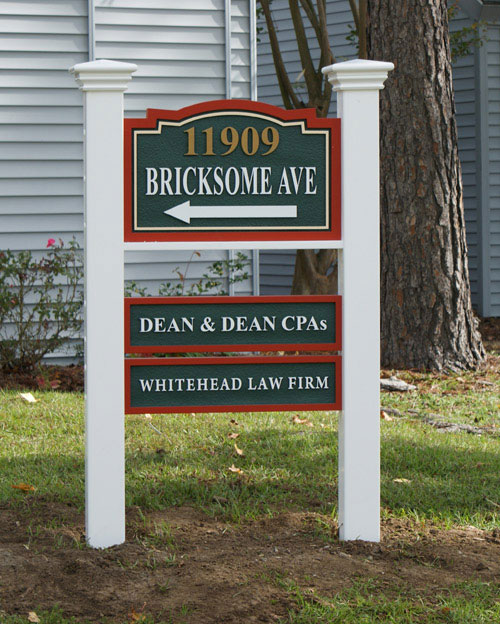 11909
BRICKSOME AVE
DEAN & DEAN CPAs
WHITEHEAD LAW FIRM